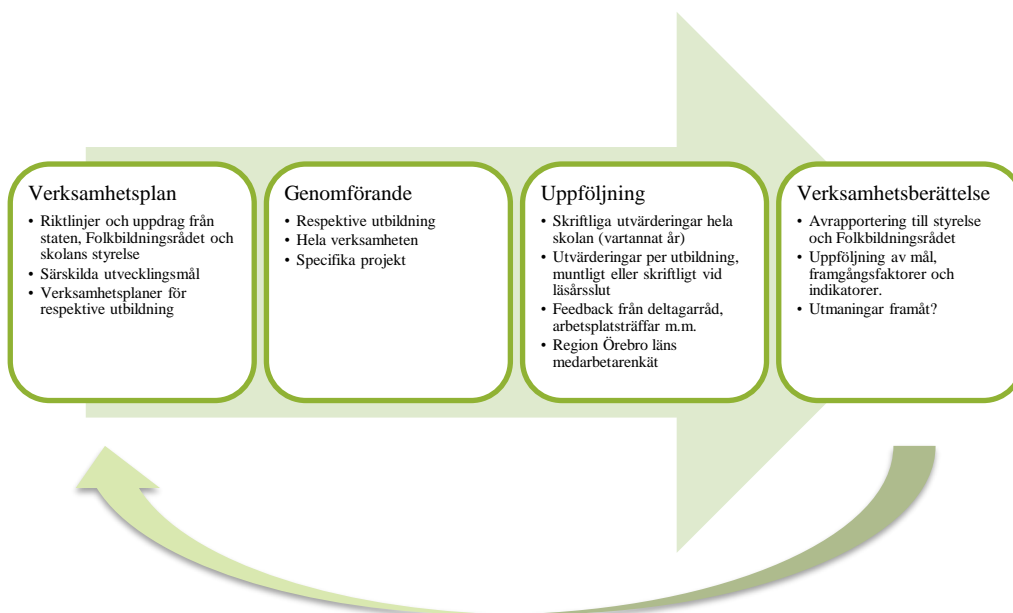 Verksamhetsplan
• Riktlinjer och uppdrag från
staten, Folkbildningsrådet och
skolans styrelse
• Särskilda utvecklingsmål
• Verksamhetsplaner för
respektive utbildning
Genomförande
• Respektive utbildning
• Hela verksamheten
• Specifika projekt
Uppföljning
• Skriftliga utvärderingar hela
skolan (vartannat år)
• Utvärderingar per utbildning,
muntligt eller skriftligt vid
läsårsslut
• Feedback från deltagarråd,
arbetsplatsträffar m.m.
• Region Örebro läns
medarbetarenkät
Verksamhetsberättelse
• Avrapportering till styrelse
och Folkbildningsrådet
• Uppföljning av mål,
framgångsfaktorer och
indikatorer.
• Utmaningar framåt?